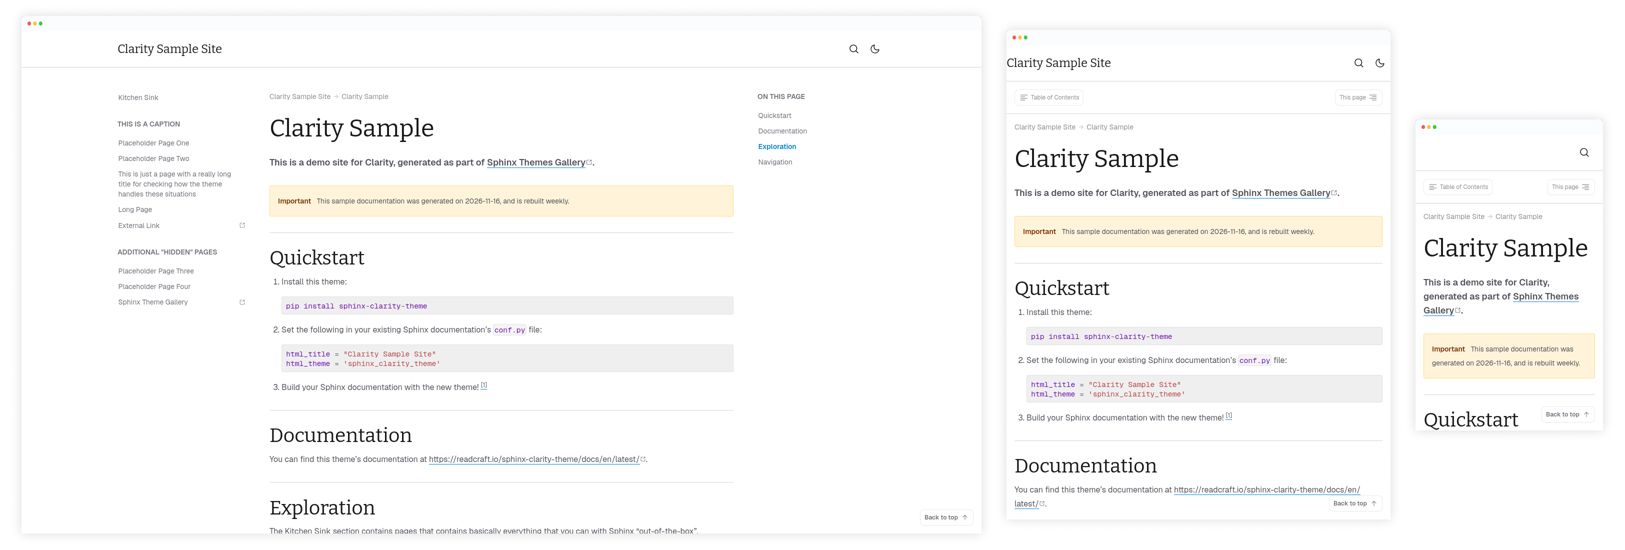 Clarity Sample Site
Kitchen Sink
THIS IS A CAPTION
Placeholder Page One
Placeholder Page Two
This is just a page with a really long
title for checking how the theme
handles these situations
Long Page
External Link
ADDITIONAL "HIDDEN" PAGES
Placeholder Page Three
Placeholder Page Four
Sphinx Theme Gallery
Clarity Sample Site → Clarity Sample
Clarity Sample
This is a demo site for Clarity, generated as part of Sphinx Themes Gallery.
Important This sample documentation was generated on 2026-11-16, and is rebuilt weekly.
Quickstart
1. Install this theme:
pip install sphinx-clarity-theme
2. Set the following in your existing Sphinx documentation's conf.py file:
html_title = "Clarity Sample Site"
html_theme = 'sphinx_clarity_theme'
3. Build your Sphinx documentation with the new theme! [1]
Documentation
You can find this theme's documentation at https://readcraft.io/sphinx-clarity-theme/docs/en/latest/.
Exploration
The Kitchen Sink section contains pages that contains basically everything that you can with Sphinx "out-of-the-box".
ON THIS PAGE
Quickstart
Documentation
Exploration
Navigation
Back to top ↑
Clarity Sample Site
Table of Contents
This page
Clarity Sample Site → Clarity Sample
Clarity Sample
This is a demo site for Clarity, generated as part of Sphinx Themes Gallery.
Important This sample documentation was generated on 2026-11-16, and is rebuilt weekly.
Quickstart
1. Install this theme:
pip install sphinx-clarity-theme
2. Set the following in your existing Sphinx documentation's conf.py file:
html_title = "Clarity Sample Site"
html_theme = 'sphinx_clarity_theme'
3. Build your Sphinx documentation with the new theme! [1]
Documentation
You can find this theme's documentation at https://readcraft.io/sphinx-clarity-theme/docs/en/
latest/.
Back to top ↑
Table of Contents
This page
Clarity Sample Site → Clarity Sample
Clarity Sample
This is a demo site for Clarity,
generated as part of Sphinx Themes
Gallery.
Important This sample documentation was
generated on 2026-11-16, and is rebuilt weekly.
Quickstart
Back to top ↑